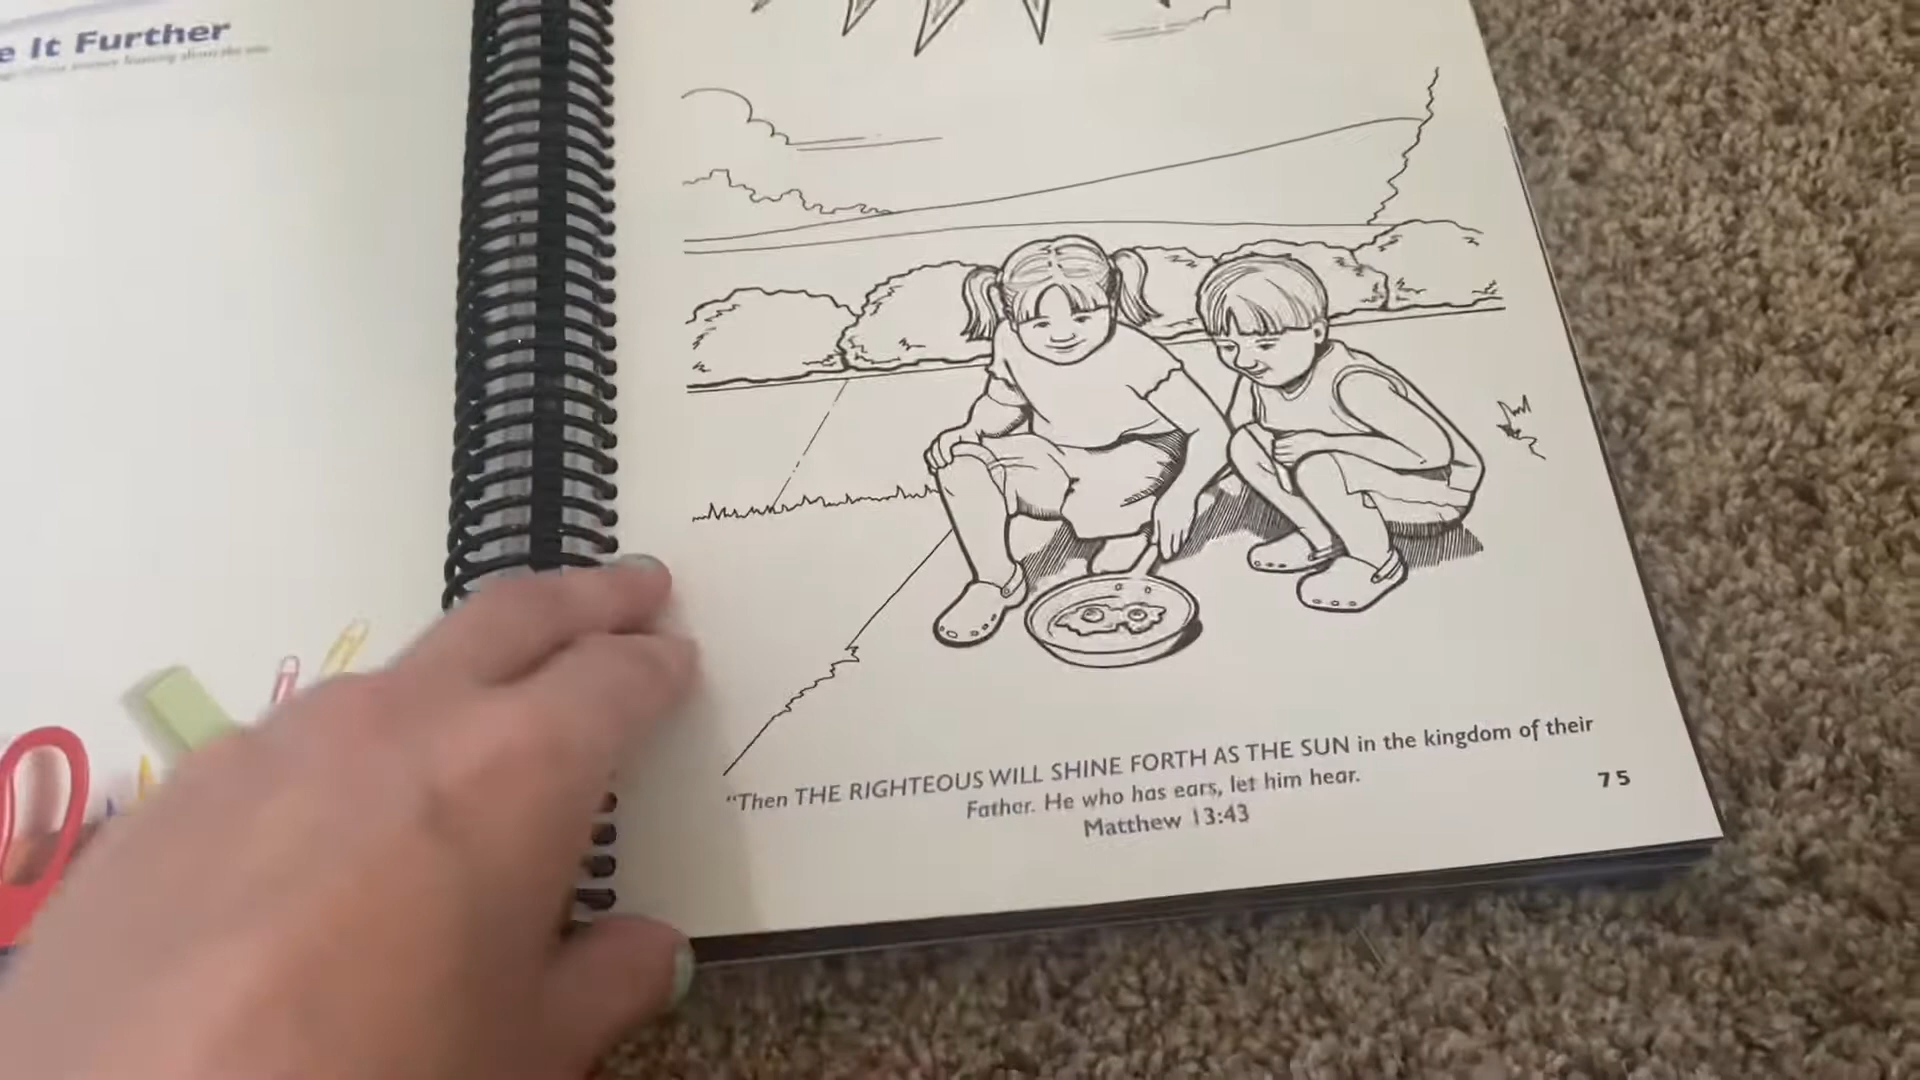 e It Further
"Then THE RIGHTEOUS WILL SHINE FORTH AS THE SUN in the kingdom of their
Father. He who has ears, let him hear.
Matthew 13:43
75